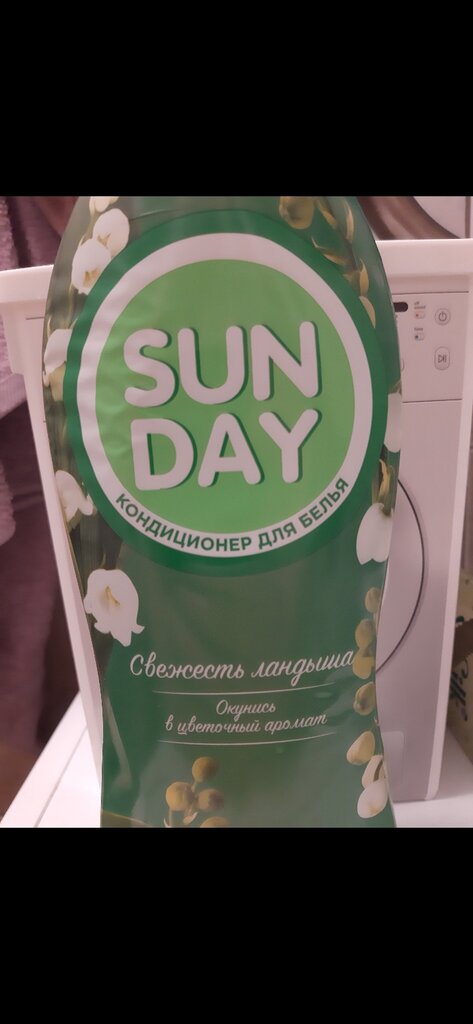 SUN
DAY
КОНДИЦИОНЕР ДЛЯ БЕЛЬЯ
Свежесть ландыша
Окунись
в цветочный аромат